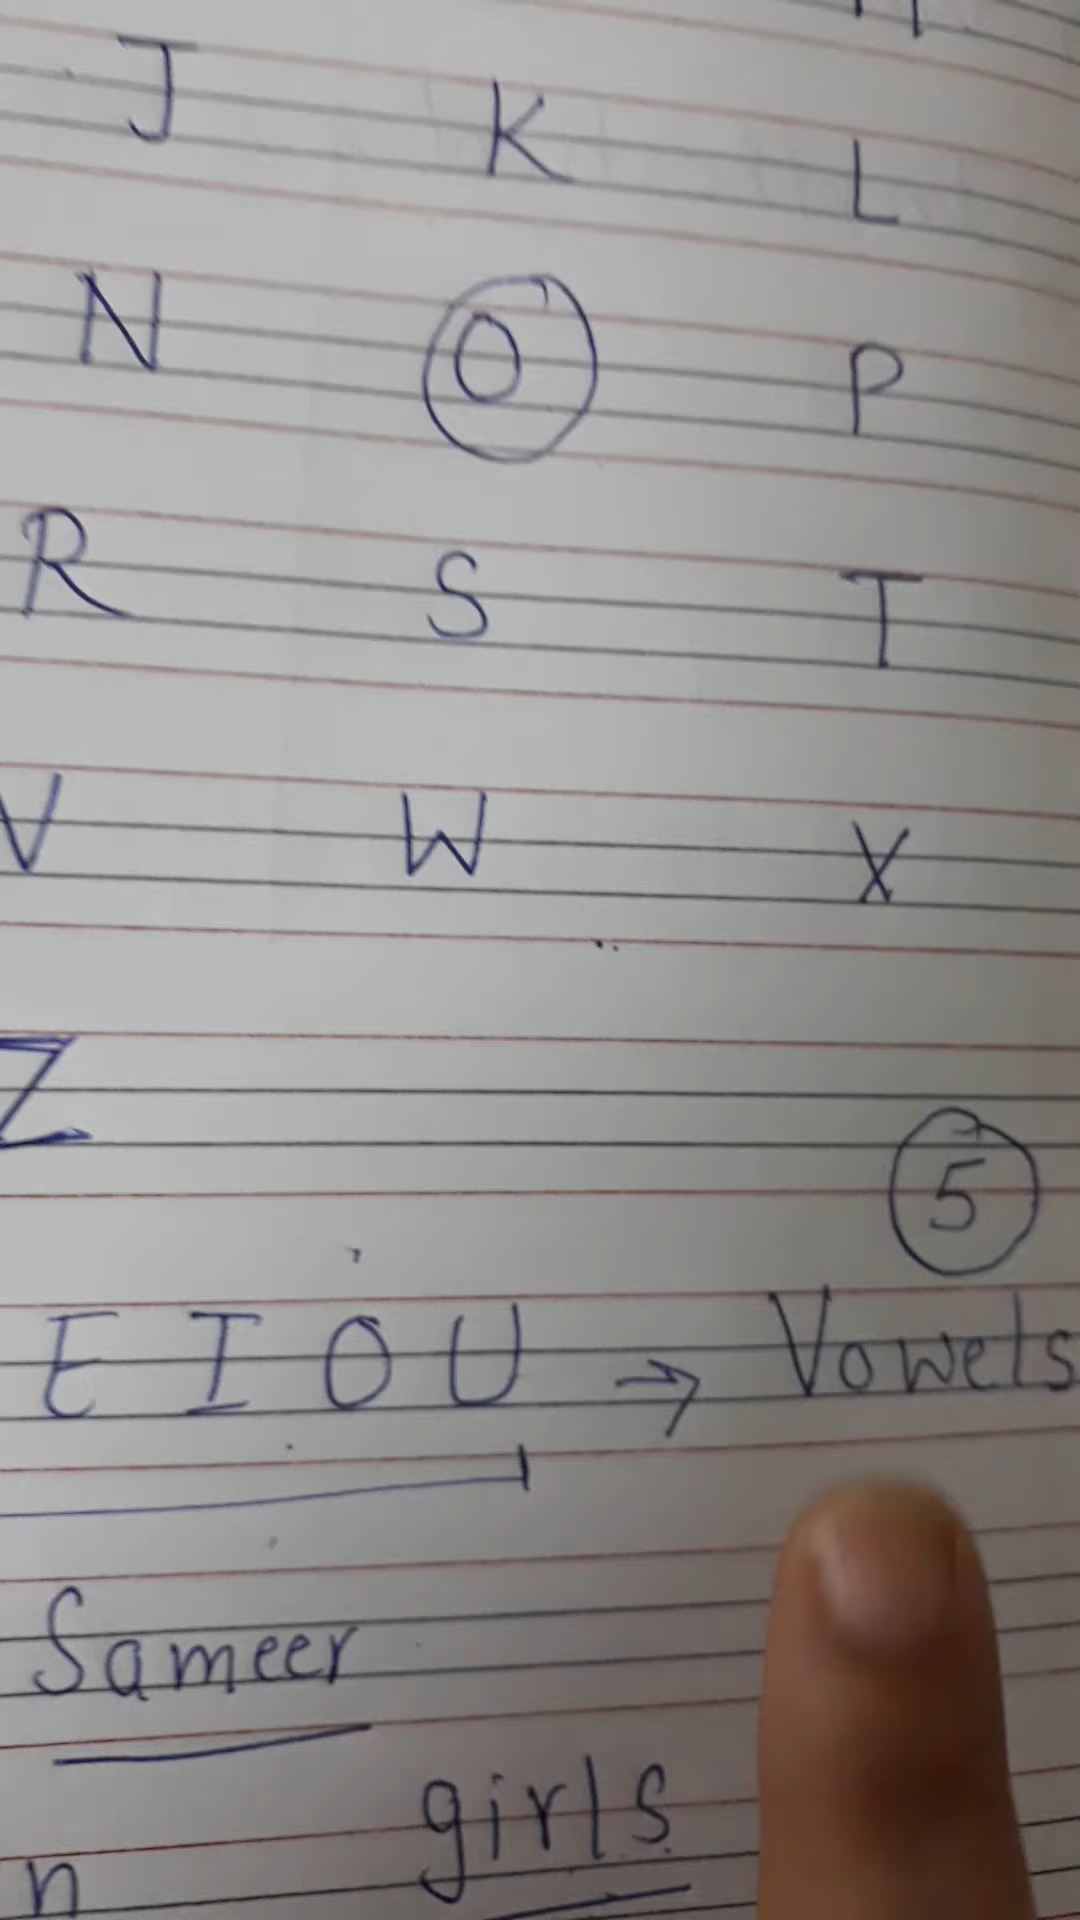 J K L
N O P
R S T
V W X
Z
5
E I O U → Vowels
Sameer
girls
n